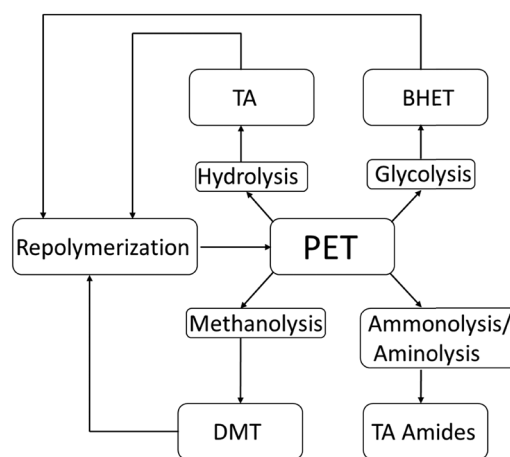 TA
BHET
Hydrolysis
Glycolysis
Repolymerization
PET
Methanolysis
Ammonolysis/
Aminolysis
DMT
TA Amides